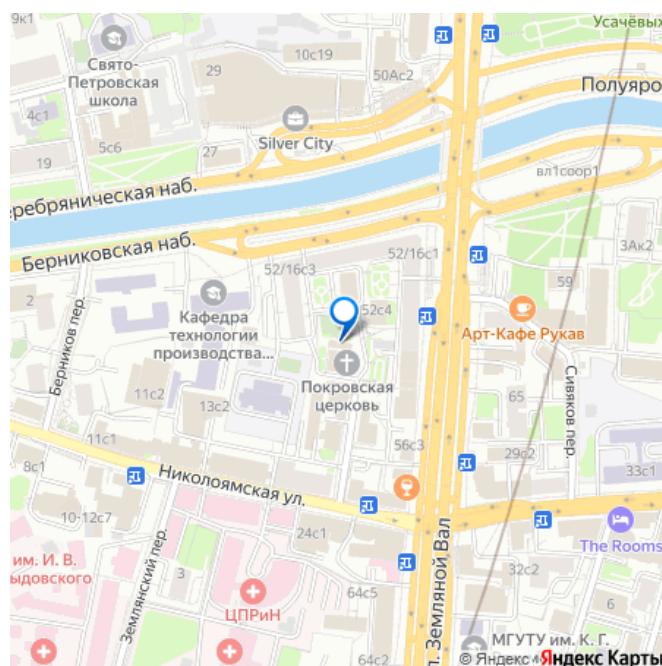 9к1
Усачёвых
Свято-
Петровская
школа
10с19
29
50Ас2
Полуяро
4с1
Silver City
5с6
19
27
вл1соор1
еребряническая наб.
Берниковская наб.
52/16с1
3Ак2
52/16с3
59
2
52с4
Кафедра
технологии
производства...
Арт-Кафе Рукав
Берников пер.
Покровская
церковь
65
Сивяков пер.
11с2
13с2
56с3
29с2
11с1
33с1
8с1
Николоямская ул.
10-12с7
24с1
The Rooms
им. И. В.
ыдовского
3
32с2
Землянский пер.
ЦПРиН
64с5
л. Земляной Вал
МГУТУ им. К. Г.
64с2
© Яндекс
Яндекс Карты